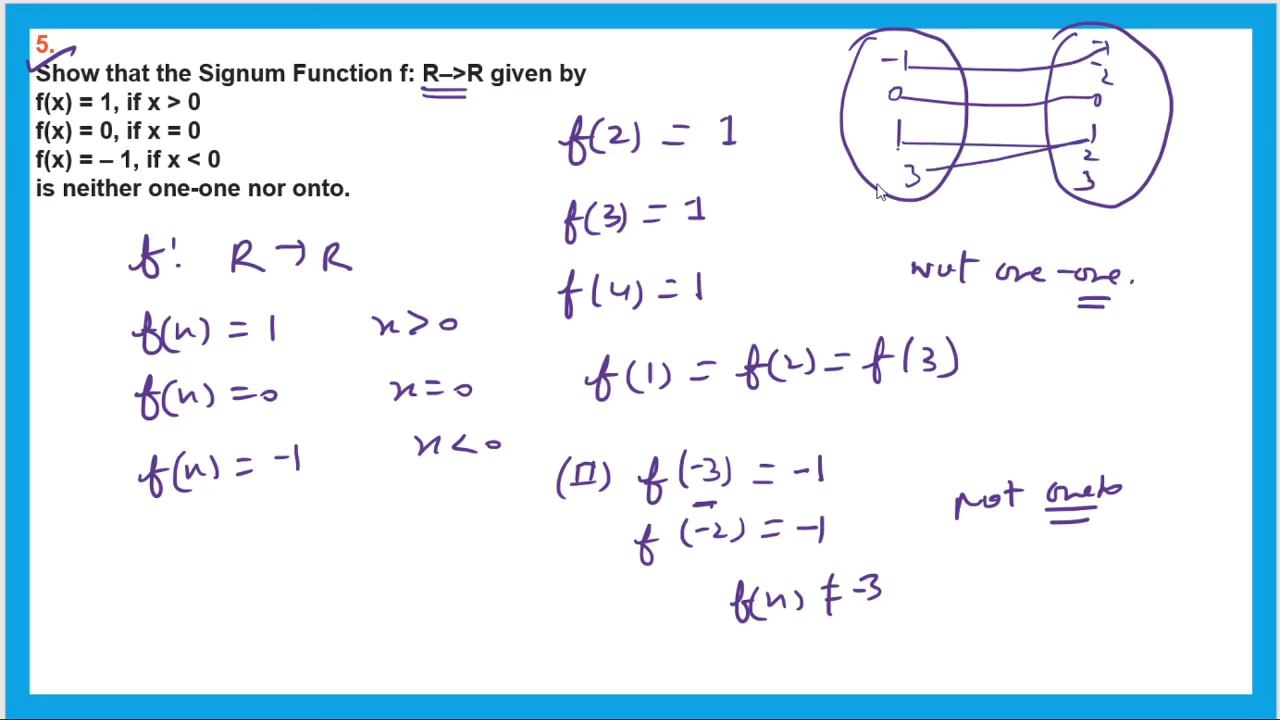 5.
Show that the Signum Function f: R–>R given by
f(x) = 1, if x > 0
f(x) = 0, if x = 0
f(x) = – 1, if x < 0
is neither one-one nor onto.
f: R → R
f(x) = 1 x > 0
f(x) = 0 x = 0
f(x) = -1 x < 0
f(2) = 1
f(3) = 1
f(4) = 1
f(1) = f(2) = f(3)
(II) f(-3) = -1
f(-2) = -1
f(x) ≠ -3
-1
0
1
3
-1
-2
0
1
2
3
not one-one.
not oneto